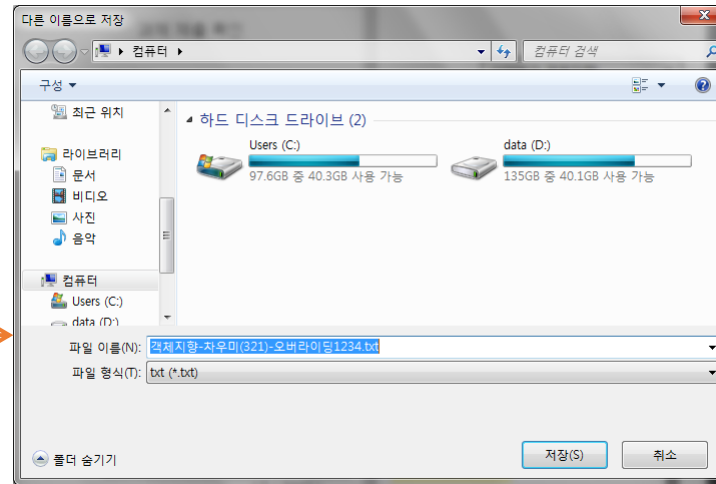 다른 이름으로 저장
컴퓨터
컴퓨터 검색
구성
최근 위치
라이브러리
문서
비디오
사진
음악
컴퓨터
Users (C:)
data (D:)
하드 디스크 드라이브 (2)
Users (C:)
97.6GB 중 40.3GB 사용 가능
data (D:)
135GB 중 40.1GB 사용 가능
파일 이름(N):
객체지향-차우미(321)-오버라이딩1234.txt
파일 형식(T):
txt (*.txt)
폴더 숨기기
저장(S)
취소